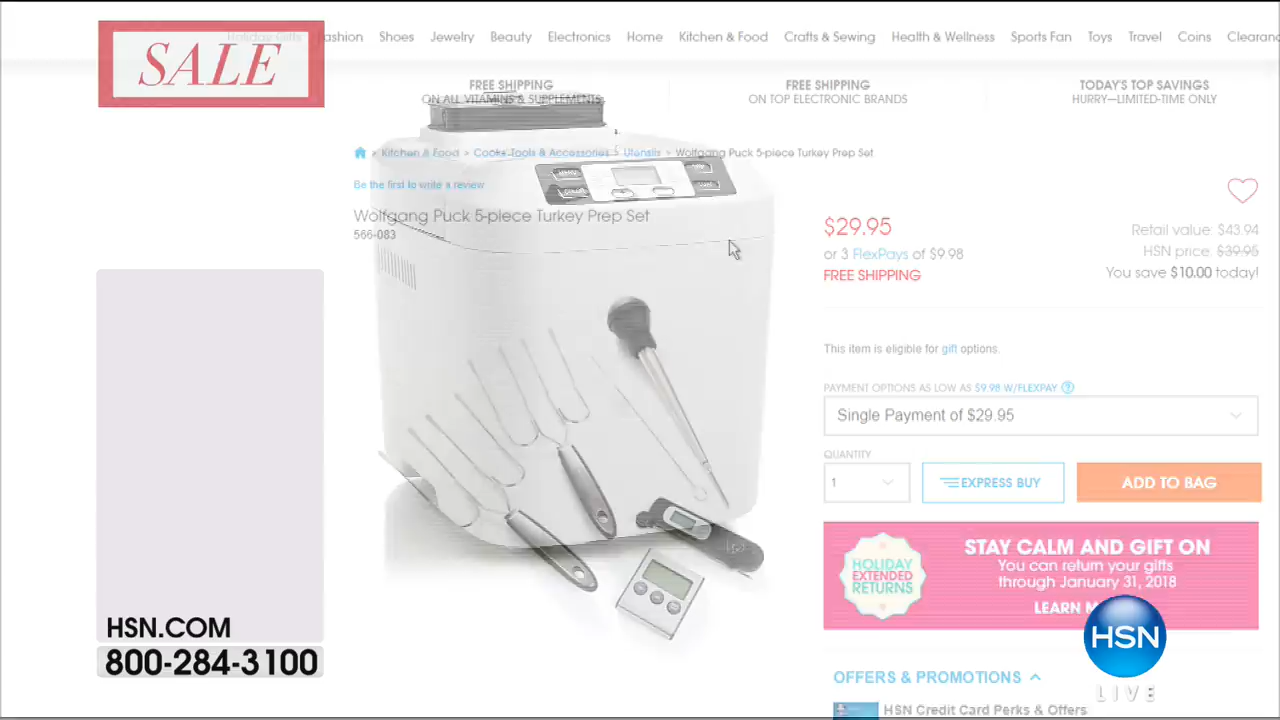 SALE
Holiday Gifts Fashion Shoes Jewelry Beauty Electronics Home Kitchen & Food Crafts & Sewing Health & Wellness Sports Fan Toys Travel Coins Clearanc
FREE SHIPPING
ON ALL VITAMINS & SUPPLEMENTS
FREE SHIPPING
ON TOP ELECTRONIC BRANDS
TODAY'S TOP SAVINGS
HURRY—LIMITED-TIME ONLY
> Kitchen & Food > Cooks Tools & Accessories > Utensils > Wolfgang Puck 5-piece Turkey Prep Set
Be the first to write a review
Wolfgang Puck 5-piece Turkey Prep Set
566-083
$29.95
or 3 FlexPays of $9.98
FREE SHIPPING
Retail value: $43.94
HSN price: $39.95
You save $10.00 today!
This item is eligible for gift options.
PAYMENT OPTIONS AS LOW AS $9.98 W/FLEXPAY ?
Single Payment of $29.95
QUANTITY
1
EXPRESS BUY
ADD TO BAG
HOLIDAY
EXTENDED
RETURNS
STAY CALM AND GIFT ON
You can return your gifts
through January 31, 2018
LEARN M
HSN
LIVE
OFFERS & PROMOTIONS
HSN Credit Card Perks & Offers
HSN.COM
800-284-3100